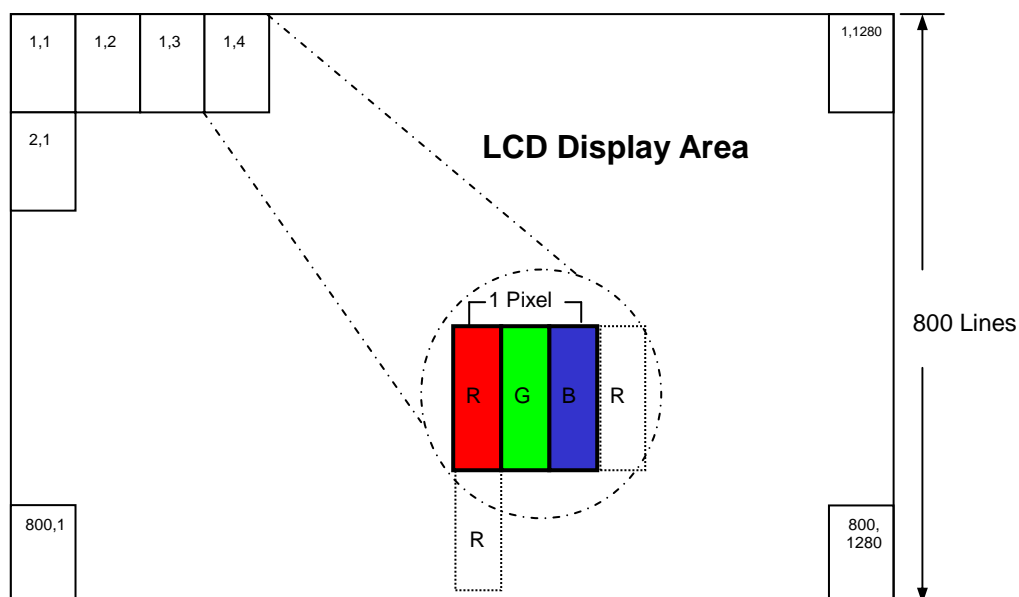 1,1 1,2 1,3 1,4 1,1280
2,1
LCD Display Area
1 Pixel
800 Lines
R G B R
R
800,1 800,
1280